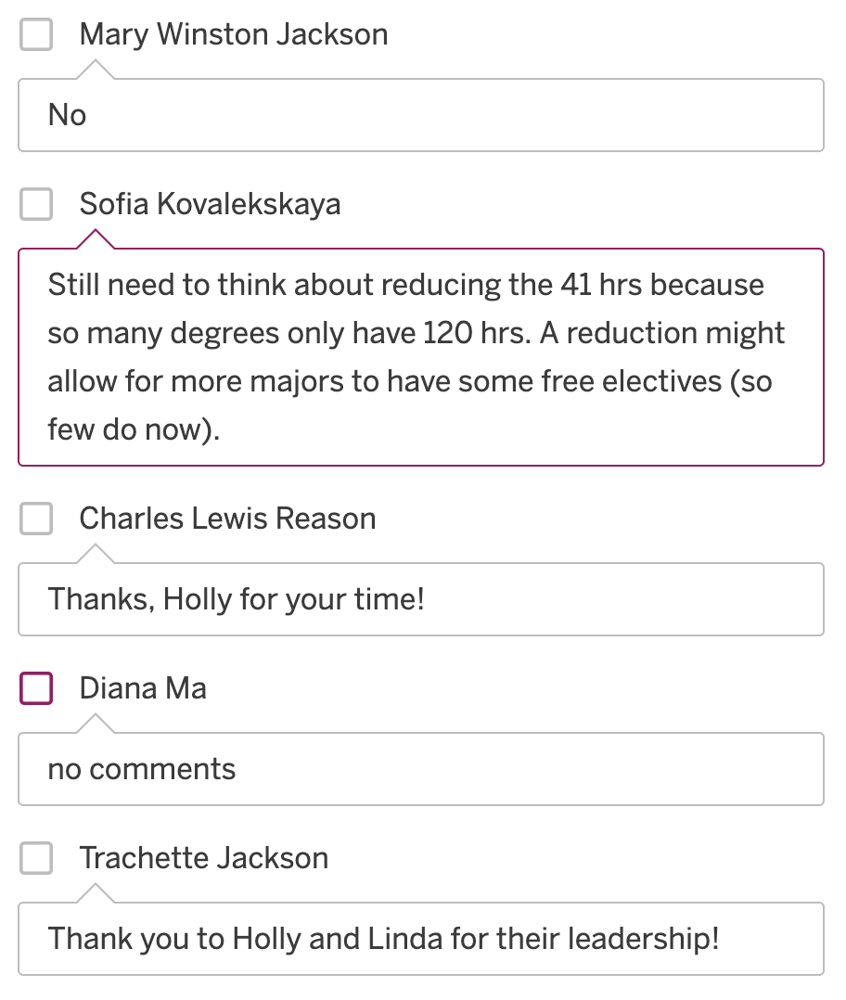 Mary Winston Jackson
No
Sofia Kovalekskaya
Still need to think about reducing the 41 hrs because
so many degrees only have 120 hrs. A reduction might
allow for more majors to have some free electives (so
few do now).
Charles Lewis Reason
Thanks, Holly for your time!
Diana Ma
no comments
Trachette Jackson
Thank you to Holly and Linda for their leadership!